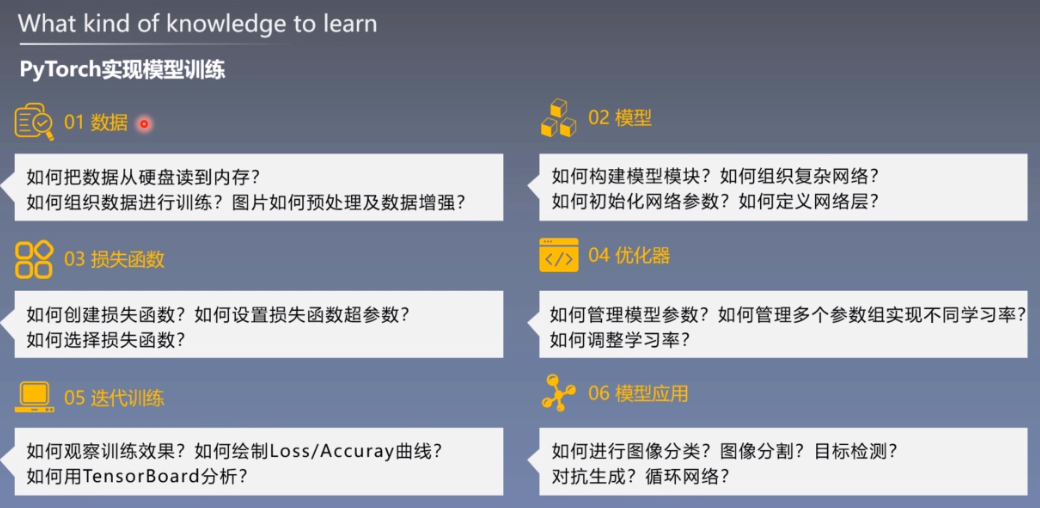 What kind of knowledge to learn
PyTorch实现模型训练
01 数据
如何把数据从硬盘读到内存？
如何组织数据进行训练？图片如何预处理及数据增强？
02 模型
如何构建模型模块？如何组织复杂网络？
如何初始化网络参数？如何定义网络层？
03 损失函数
如何创建损失函数？如何设置损失函数超参数？
如何选择损失函数？
04 优化器
如何管理模型参数？如何管理多个参数组实现不同学习率？
如何调整学习率？
05 迭代训练
如何观察训练效果？如何绘制Loss/Accuray曲线？
如何用TensorBoard分析？
06 模型应用
如何进行图像分类？图像分割？目标检测？
对抗生成？循环网络？